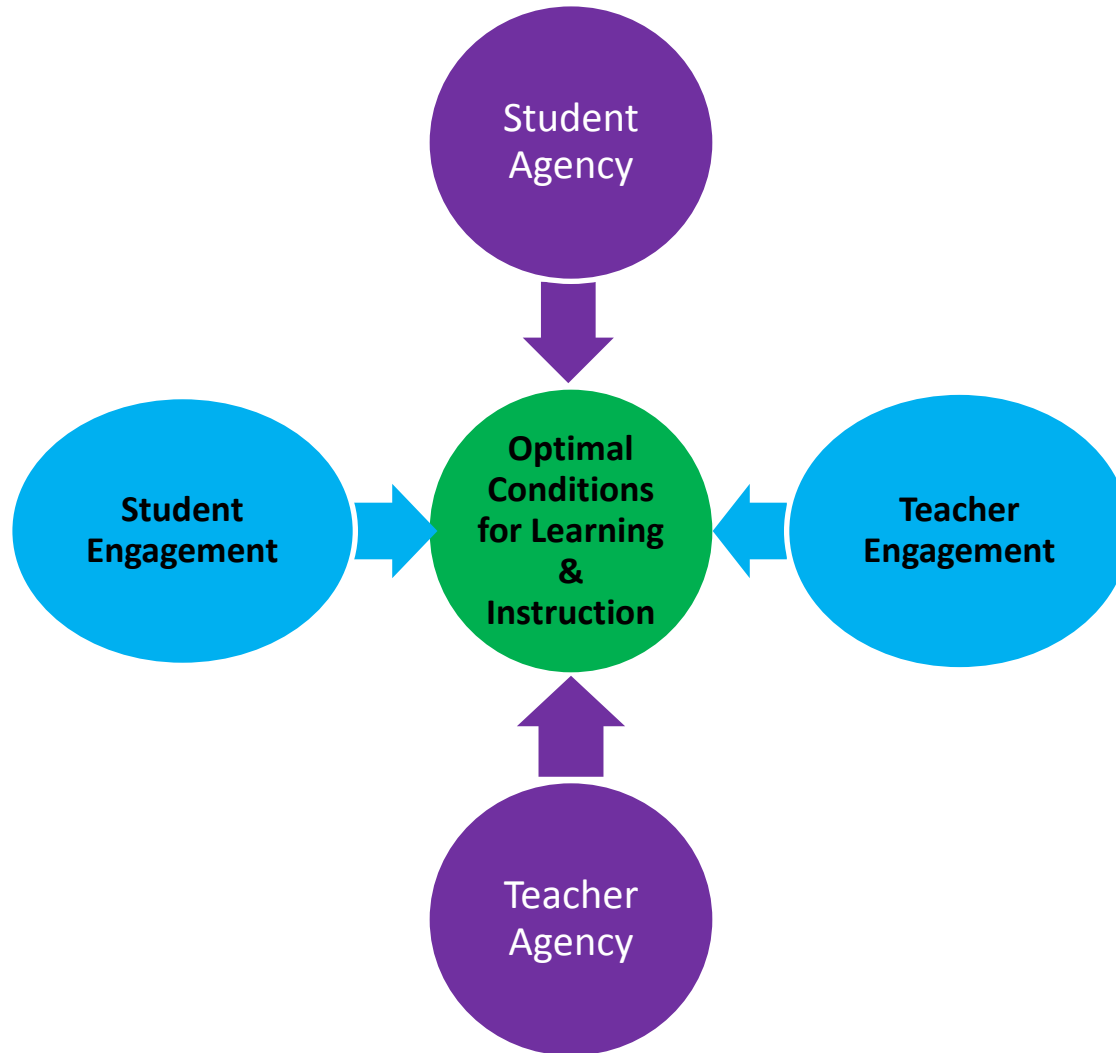 Student
Agency
Student
Engagement
Optimal
Conditions
for Learning
&
Instruction
Teacher
Engagement
Teacher
Agency